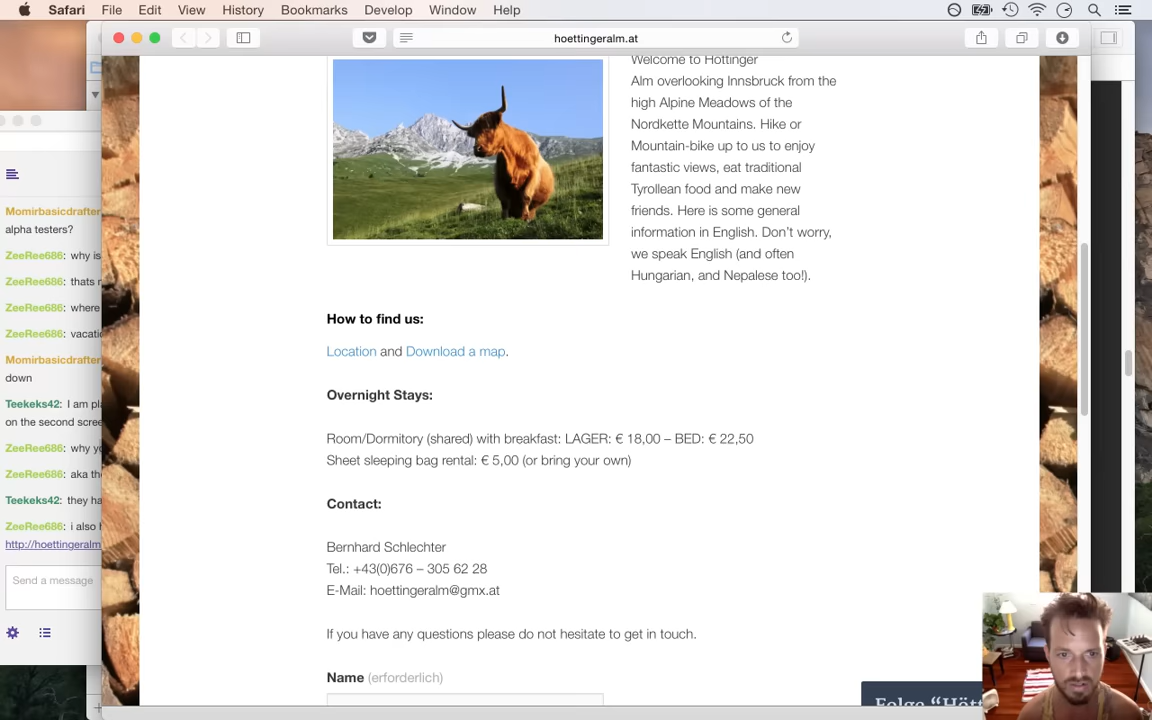 Safari File Edit View History Bookmarks Develop Window Help
hoettingeralm.at
Welcome to Höttinger
Alm overlooking Innsbruck from the
high Alpine Meadows of the
Nordkette Mountains. Hike or
Mountain-bike up to us to enjoy
fantastic views, eat traditional
Tyrollean food and make new
friends. Here is some general
information in English. Don't worry,
we speak English (and often
Hungarian, and Nepalese too!).
How to find us:
Location and Download a map.
Overnight Stays:
Room/Dormitory (shared) with breakfast: LAGER: € 18,00 – BED: € 22,50
Sheet sleeping bag rental: € 5,00 (or bring your own)
Contact:
Bernhard Schlechter
Tel.: +43(0)676 – 305 62 28
E-Mail: hoettingeralm@gmx.at
If you have any questions please do not hesitate to get in touch.
Name (erforderlich)
Folge “Hött
Momirbasicdrafter
alpha testers?
ZeeRee686: why is
ZeeRee686: thats
ZeeRee686: where
ZeeRee686: vacati
Momirbasicdrafter
down
Teekeks42: I am pl
on the second scree
ZeeRee686: why yo
ZeeRee686: aka th
Teekeks42: they ha
ZeeRee686: i also
http://hoettingeralm
Send a message